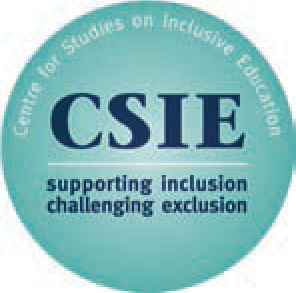 Centre for Studies on Inclusive Education
CSIE
supporting inclusion
challenging exclusion